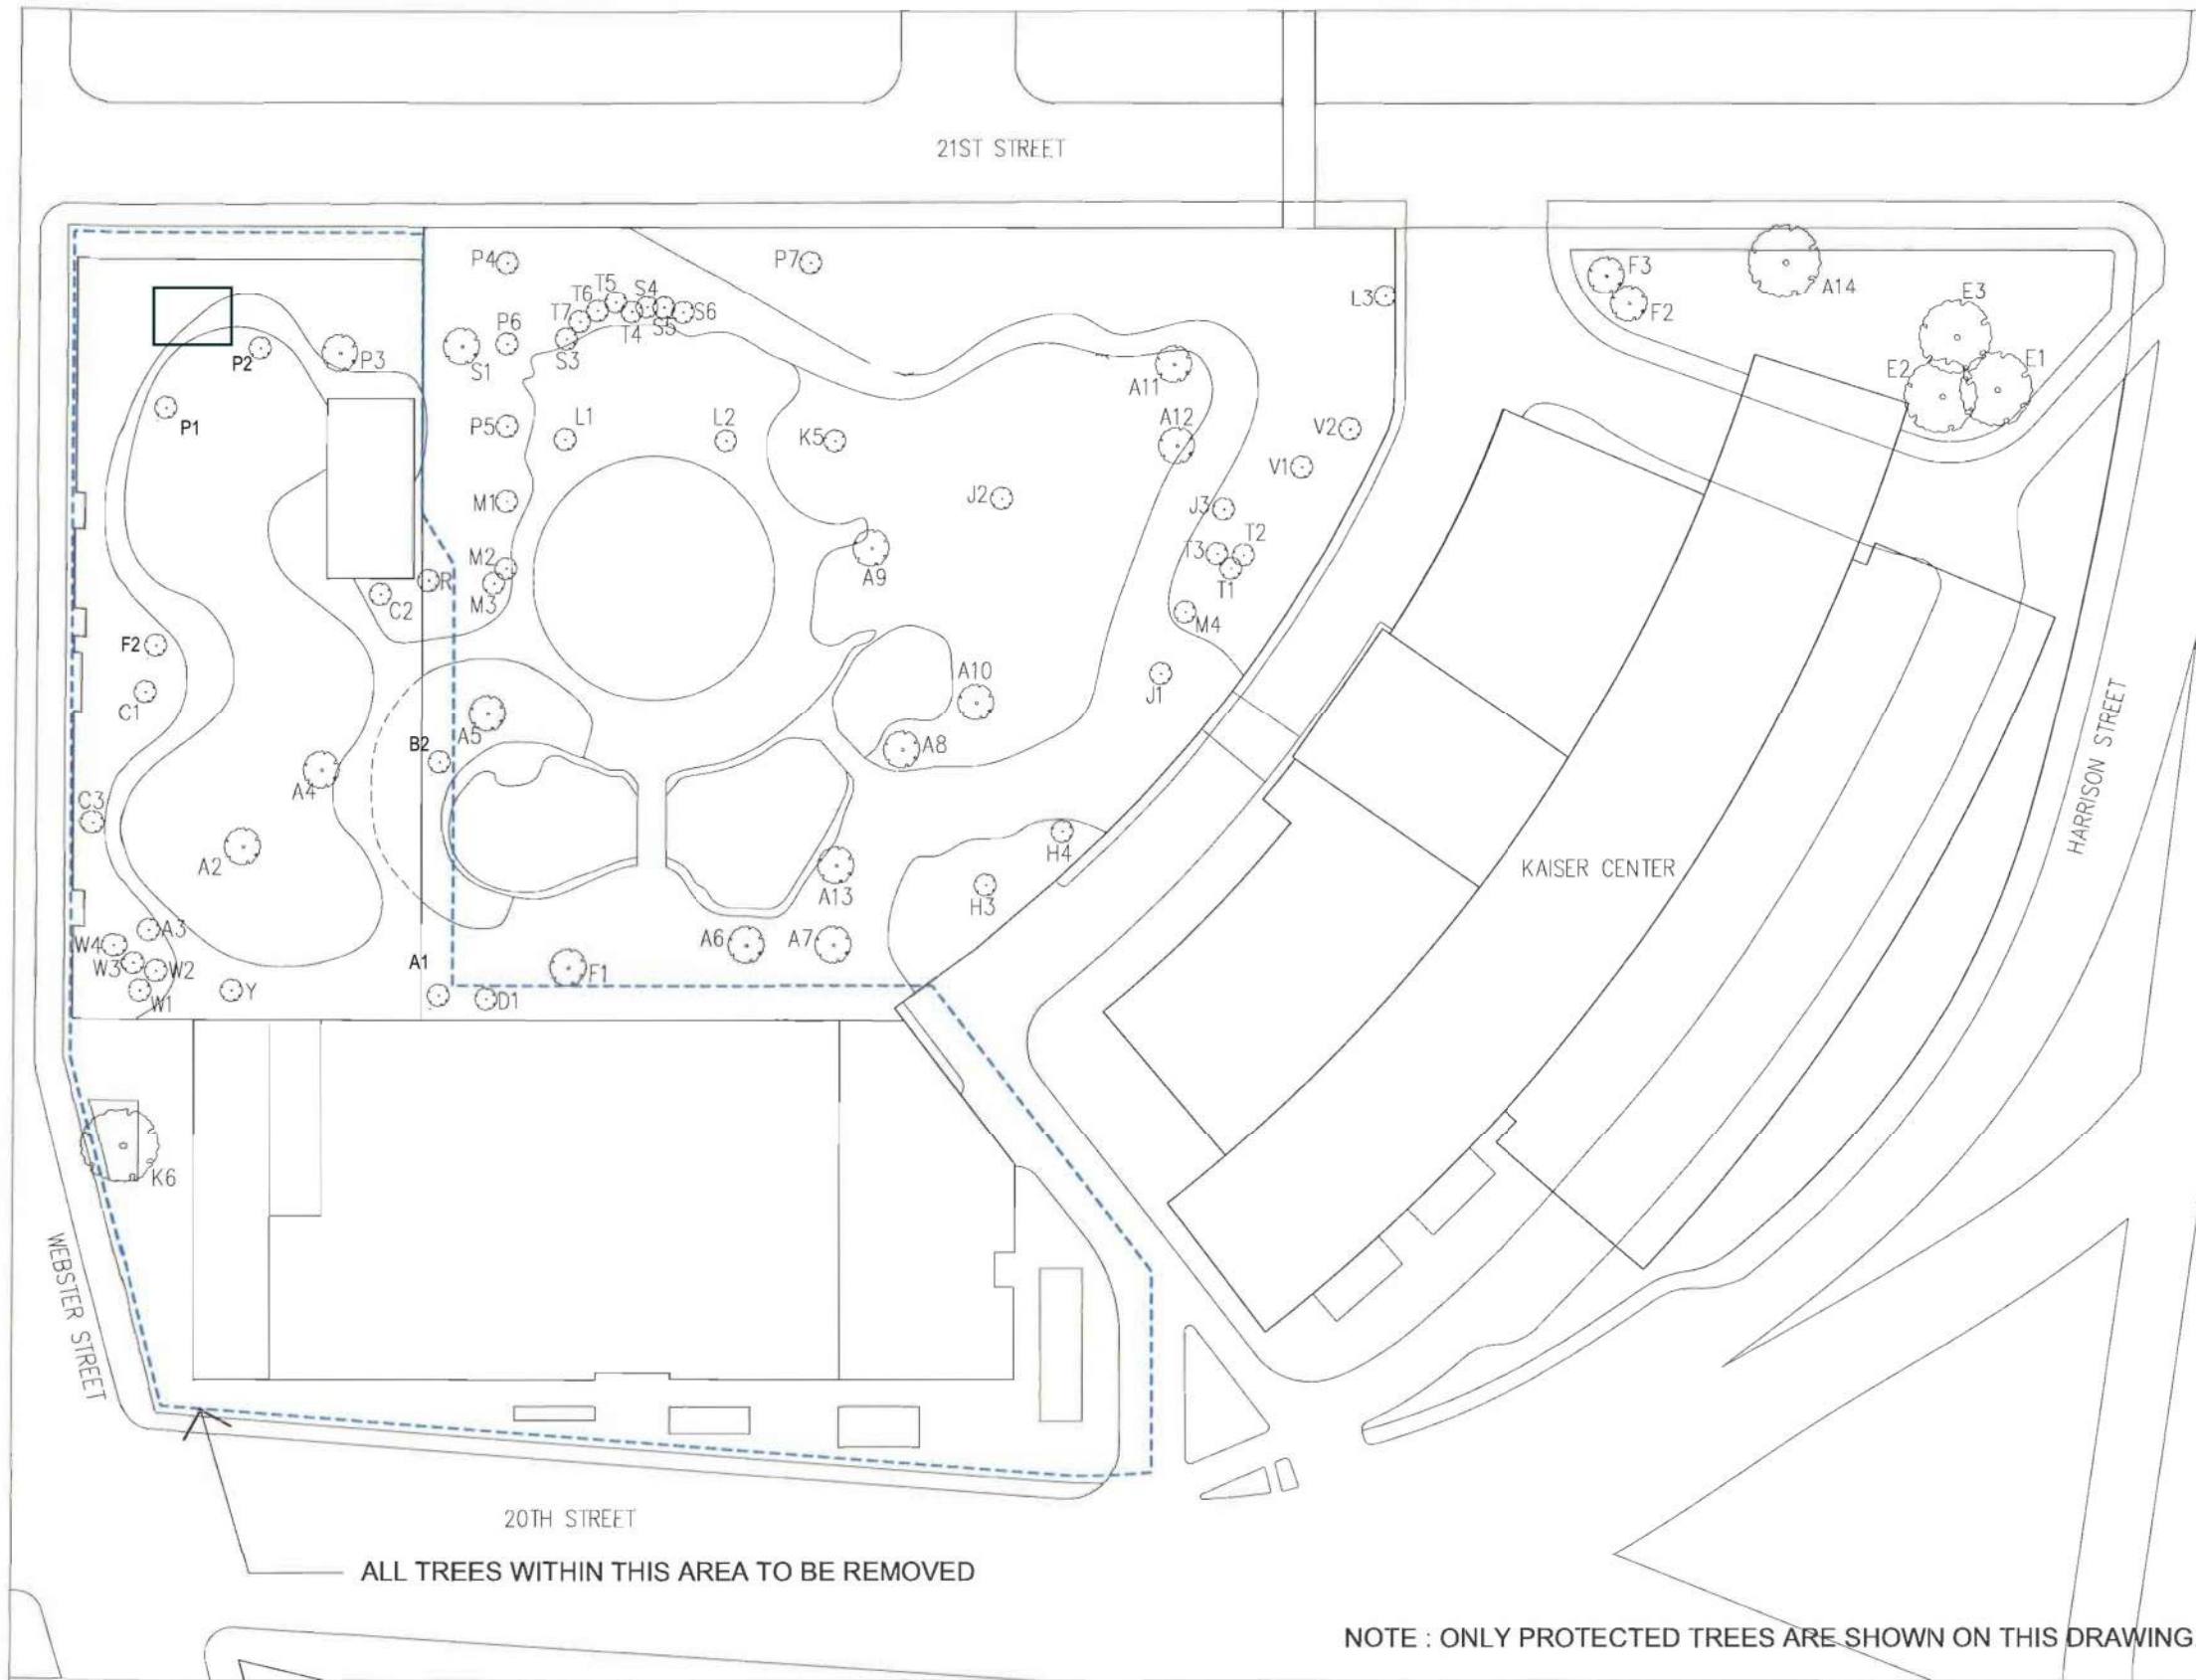 21ST STREET
P4
P7
F3
A14
L3
F2
E3
T5
S4
T6
T7
T4
S5
S6
P6
P2
P3
S1
S3
A11
E2
E1
P1
P5
L1
L2
K5
A12
V2
V1
M1
J2
J3
M2
R
M3
C2
A9
T3
T2
T1
M4
F2
C1
A10
J1
B2
A5
A8
A4
C3
A2
H4
KAISER CENTER
HARRISON STREET
A13
H3
A3
W4
W3
W2
W1
Y
A1
D1
F1
A6
A7
K6
WEBSTER STREET
20TH STREET
ALL TREES WITHIN THIS AREA TO BE REMOVED
NOTE : ONLY PROTECTED TREES ARE SHOWN ON THIS DRAWING